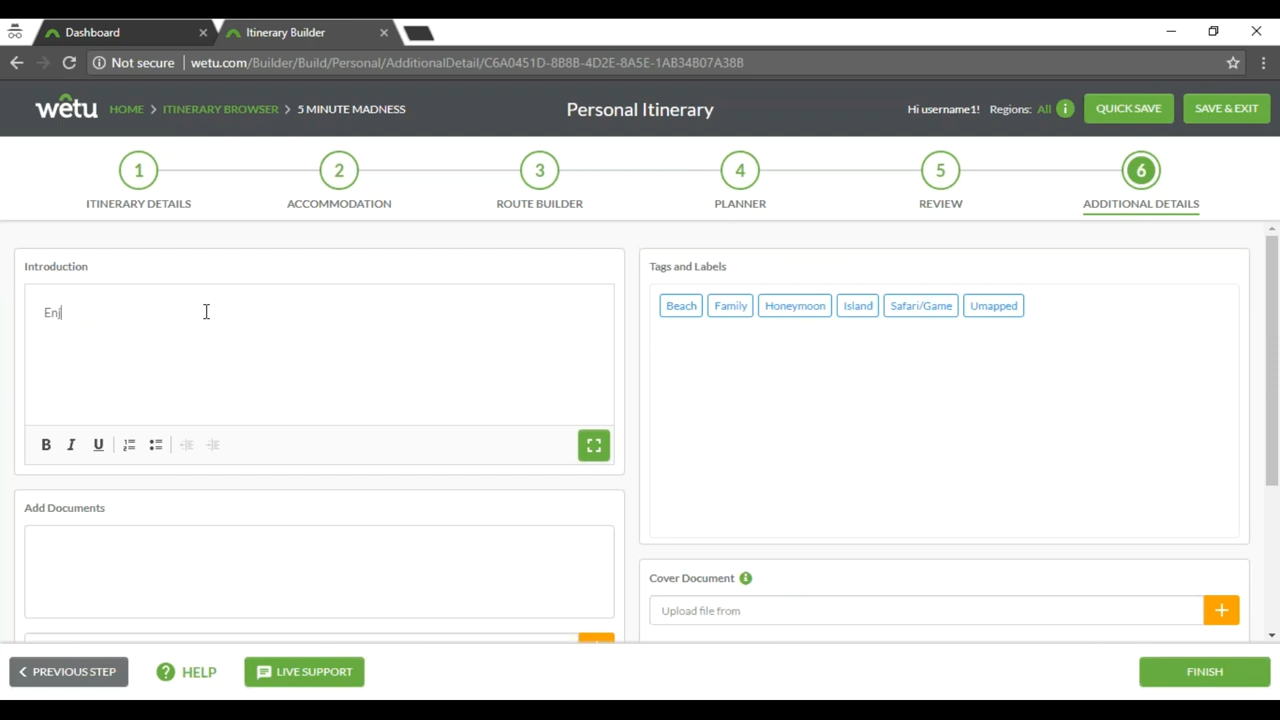 Dashboard
Itinerary Builder
Not secure
wetu.com/Builder/Build/Personal/AdditionalDetail/C6A0451D-8B8B-4D2E-8A5E-1AB34B07A38B
wetu
HOME > ITINERARY BROWSER > 5 MINUTE MADNESS
Personal Itinerary
Hi username1! Regions: All
QUICK SAVE
SAVE & EXIT
1
2
3
4
5
6
ITINERARY DETAILS
ACCOMMODATION
ROUTE BUILDER
PLANNER
REVIEW
ADDITIONAL DETAILS
Introduction
Enj
B I U
Add Documents
Tags and Labels
Beach
Family
Honeymoon
Island
Safari/Game
Umapped
Cover Document
Upload file from
+
PREVIOUS STEP
? HELP
LIVE SUPPORT
FINISH